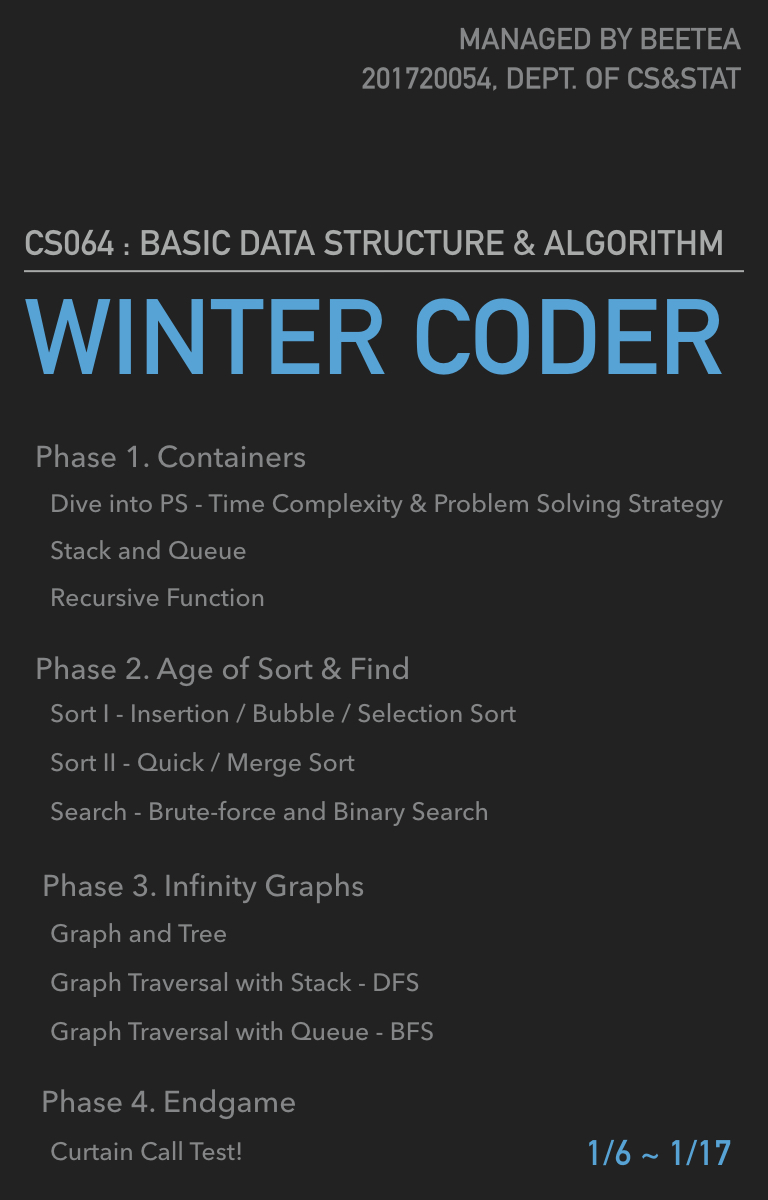 MANAGED BY BEETEA
201720054, DEPT. OF CS&STAT
CS064 : BASIC DATA STRUCTURE & ALGORITHM
WINTER CODER
Phase 1. Containers
Dive into PS - Time Complexity & Problem Solving Strategy
Stack and Queue
Recursive Function
Phase 2. Age of Sort & Find
Sort I - Insertion / Bubble / Selection Sort
Sort II - Quick / Merge Sort
Search - Brute-force and Binary Search
Phase 3. Infinity Graphs
Graph and Tree
Graph Traversal with Stack - DFS
Graph Traversal with Queue - BFS
Phase 4. Endgame
Curtain Call Test!
1/6 ~ 1/17